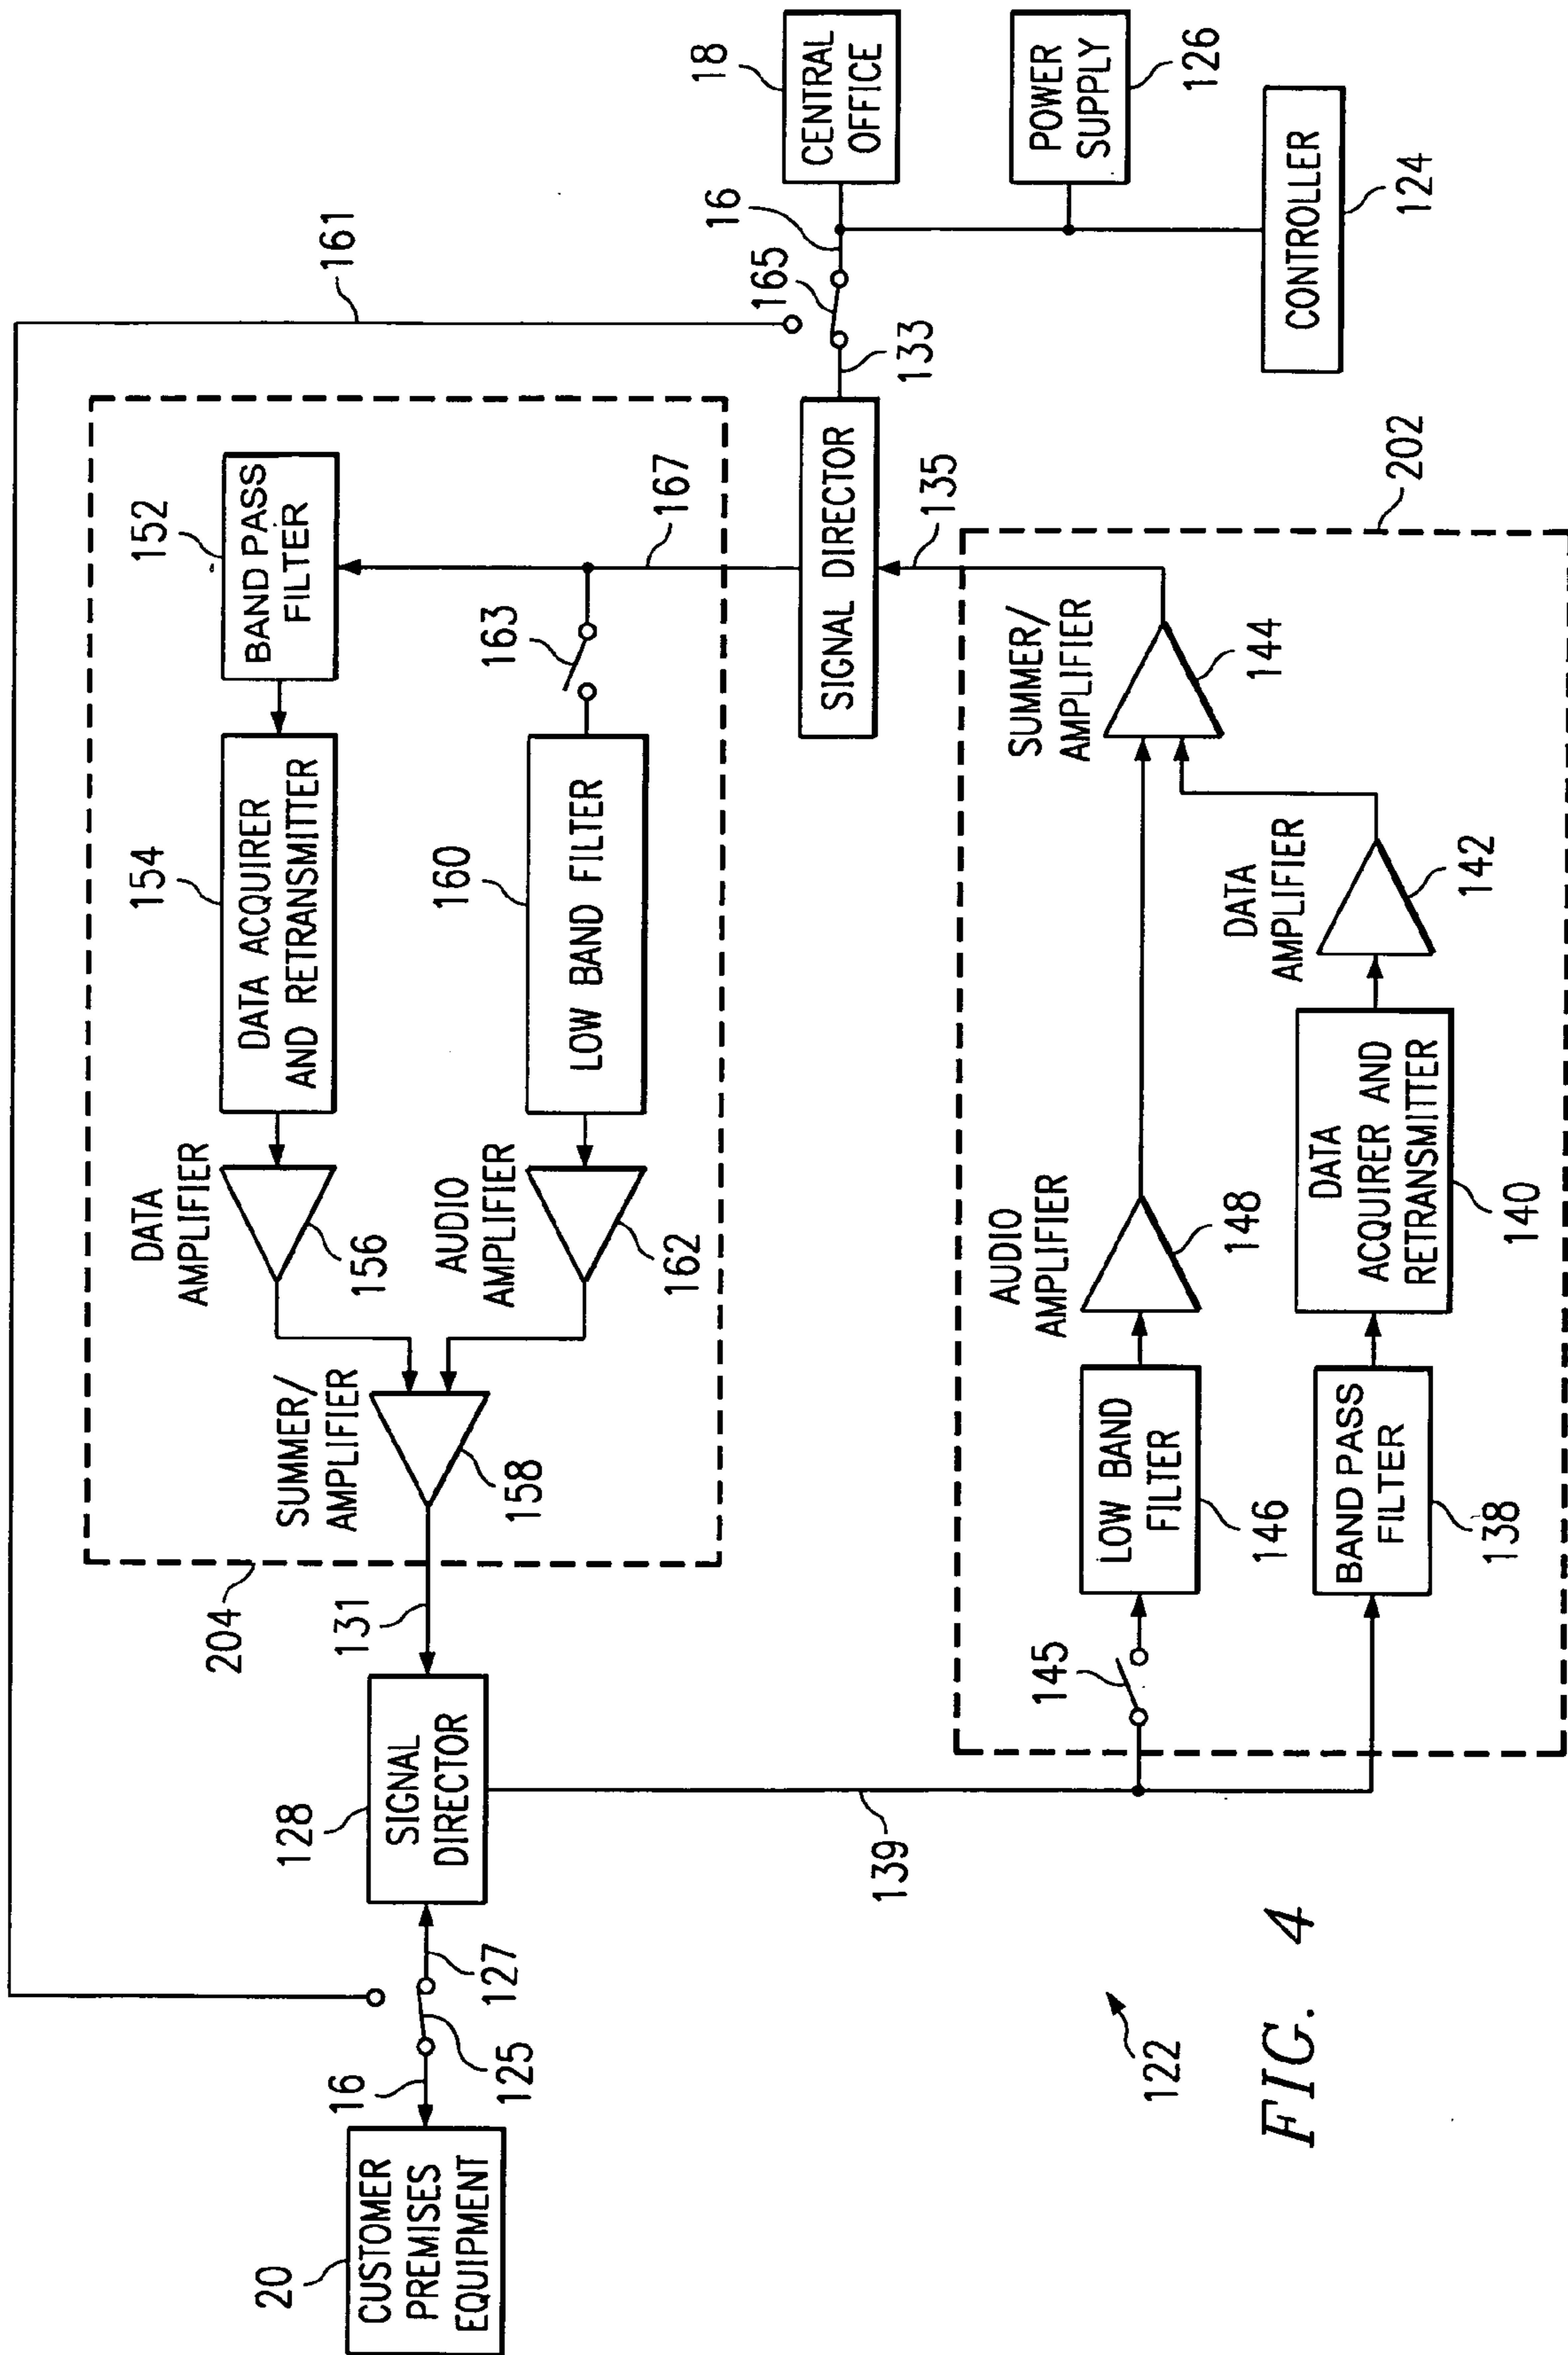 161
204
152
BAND PASS
FILTER
154
DATA ACQUIRER
AND RETRANSMITTER
DATA
AMPLIFIER
156
SUMMER/
AMPLIFIER
158
131
160
LOW BAND FILTER
AUDIO
AMPLIFIER
162
163
167
20
CUSTOMER
PREMISES
EQUIPMENT
16
125
127
128
SIGNAL
DIRECTOR
139
SIGNAL DIRECTOR
133
165
16
18
CENTRAL
OFFICE
POWER
SUPPLY
126
CONTROLLER
124
135
202
145
LOW BAND
FILTER
146
AUDIO
AMPLIFIER
148
SUMMER/
AMPLIFIER
144
BAND PASS
FILTER
138
DATA
ACQUIRER AND
RETRANSMITTER
140
DATA
AMPLIFIER
142
122
FIG. 4